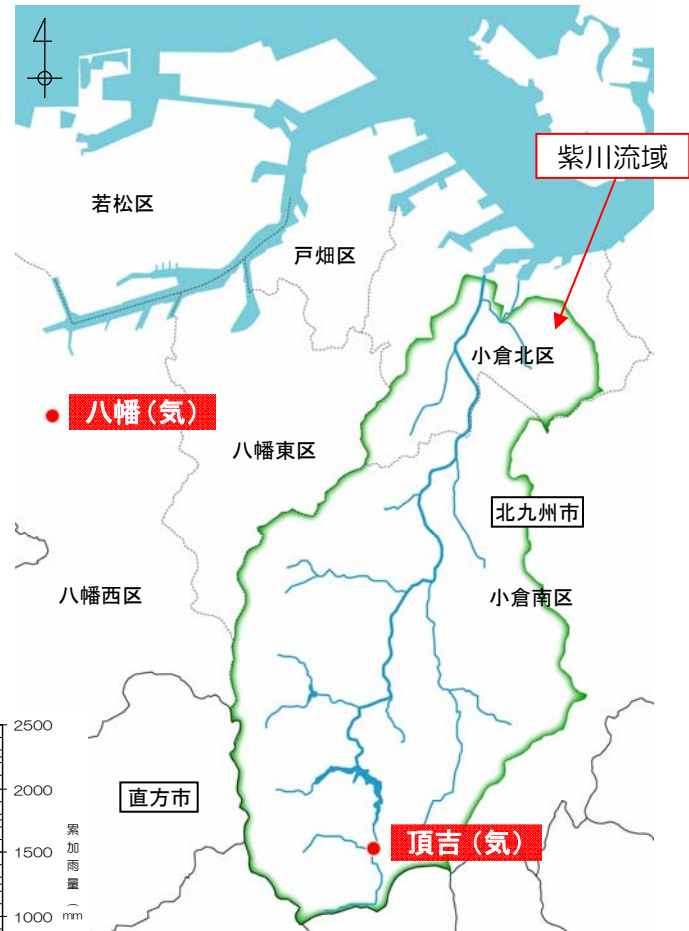 紫川流域
若松区
戸畑区
小倉北区
八幡（気）
八幡東区
北九州市
八幡西区
小倉南区
2500
2000
直方市
累加雨量（mm
1500
頂吉（気）
1000